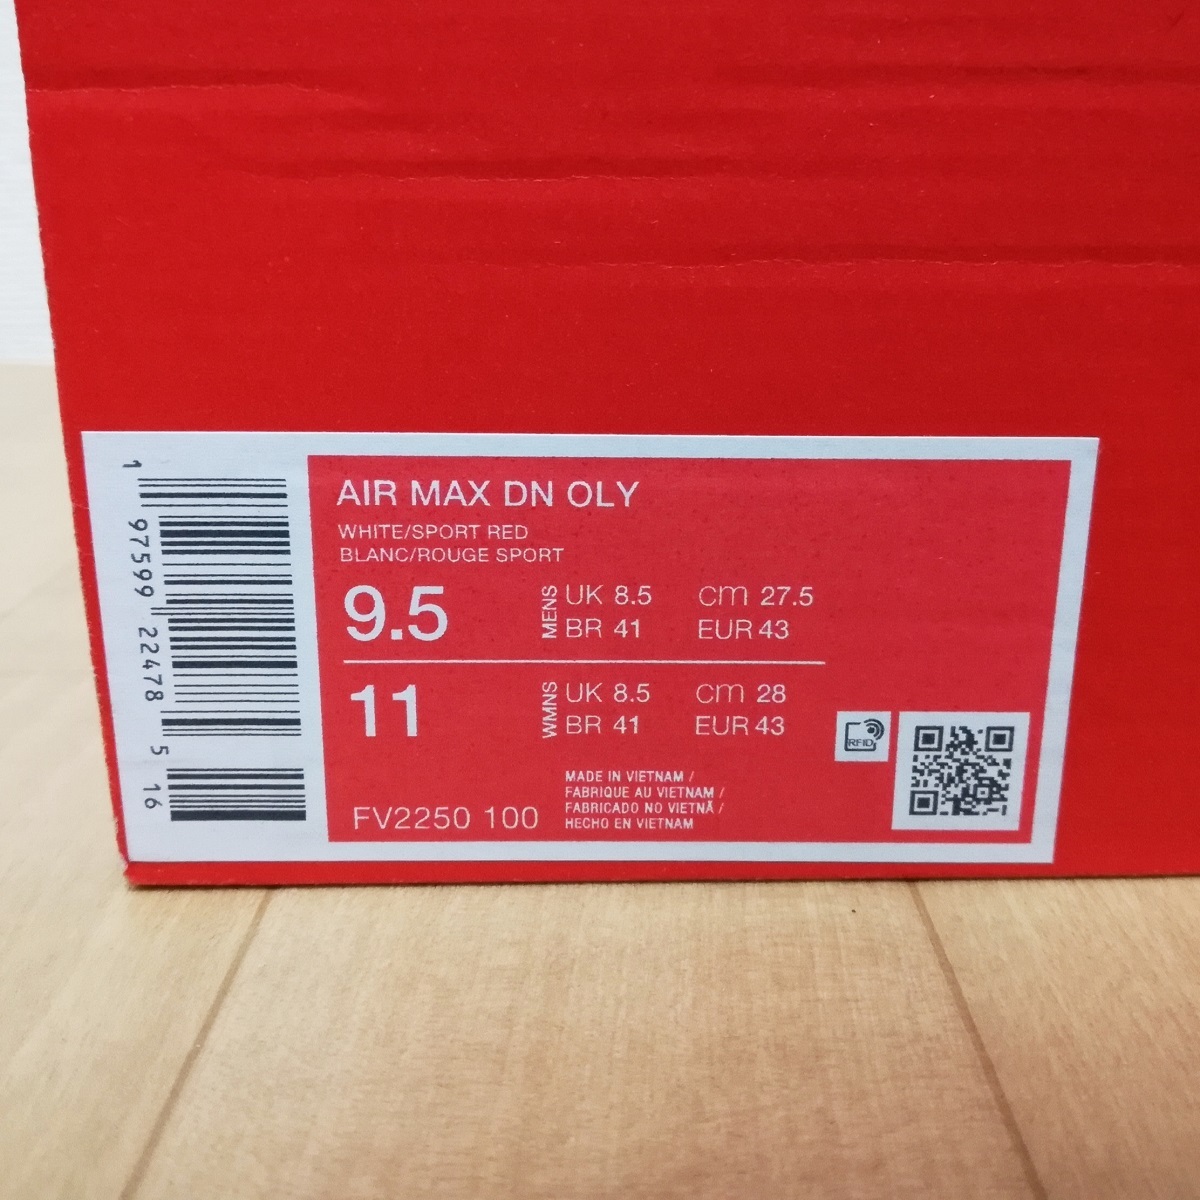 AIR MAX DN OLY
WHITE/SPORT RED
BLANC/ROUGE SPORT
9.5 MENS UK 8.5 cm 27.5
BR 41 EUR 43
11 WMNS UK 8.5 cm 28
BR 41 EUR 43
MADE IN VIETNAM /
FABRIQUE AU VIETNAM /
FABRICADO NO VIETNÃ /
HECHO EN VIETNAM
FV2250 100
RFID
1 97599 22478 5 16